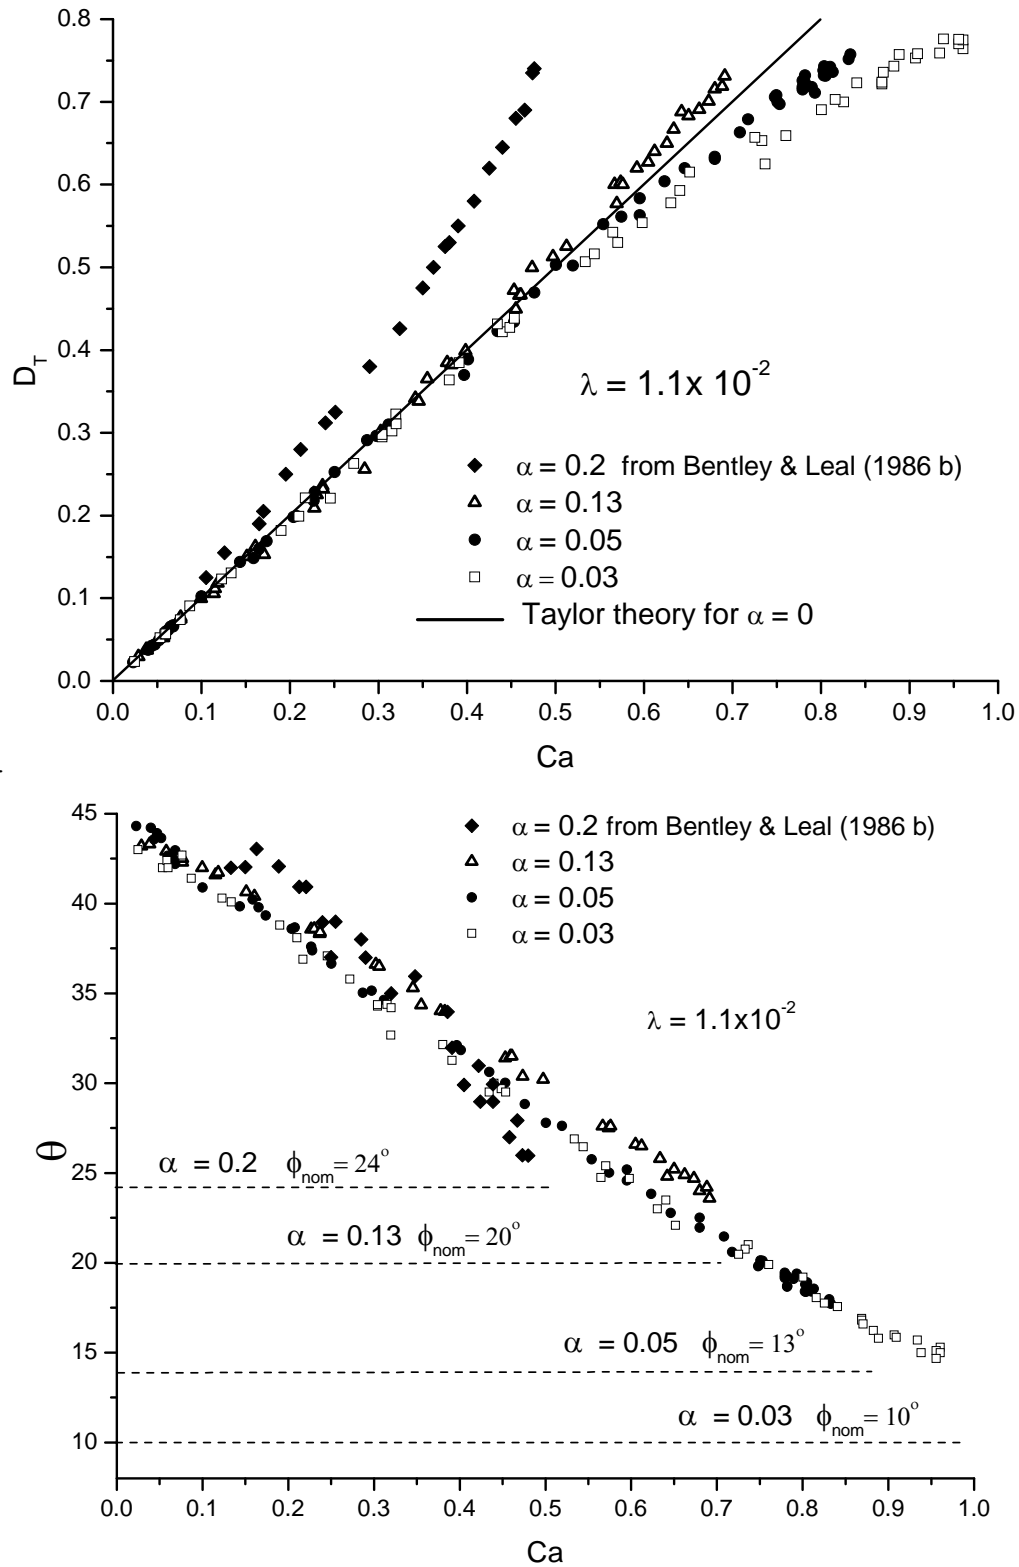 0.8
0.7
0.6
0.5
0.4
0.3
0.2
0.1
0.0
D_T
λ = 1.1x 10^-2
α = 0.2 from Bentley & Leal (1986 b)
α = 0.13
α = 0.05
α = 0.03
Taylor theory for α = 0
0.0 0.1 0.2 0.3 0.4 0.5 0.6 0.7 0.8 0.9 1.0
Ca
45
40
35
30
25
20
15
10
θ
α = 0.2 from Bentley & Leal (1986 b)
α = 0.13
α = 0.05
α = 0.03
λ = 1.1x10^-2
α = 0.2 ϕ_nom = 24°
α = 0.13 ϕ_nom = 20°
α = 0.05 ϕ_nom = 13°
α = 0.03 ϕ_nom = 10°
0.0 0.1 0.2 0.3 0.4 0.5 0.6 0.7 0.8 0.9 1.0
Ca